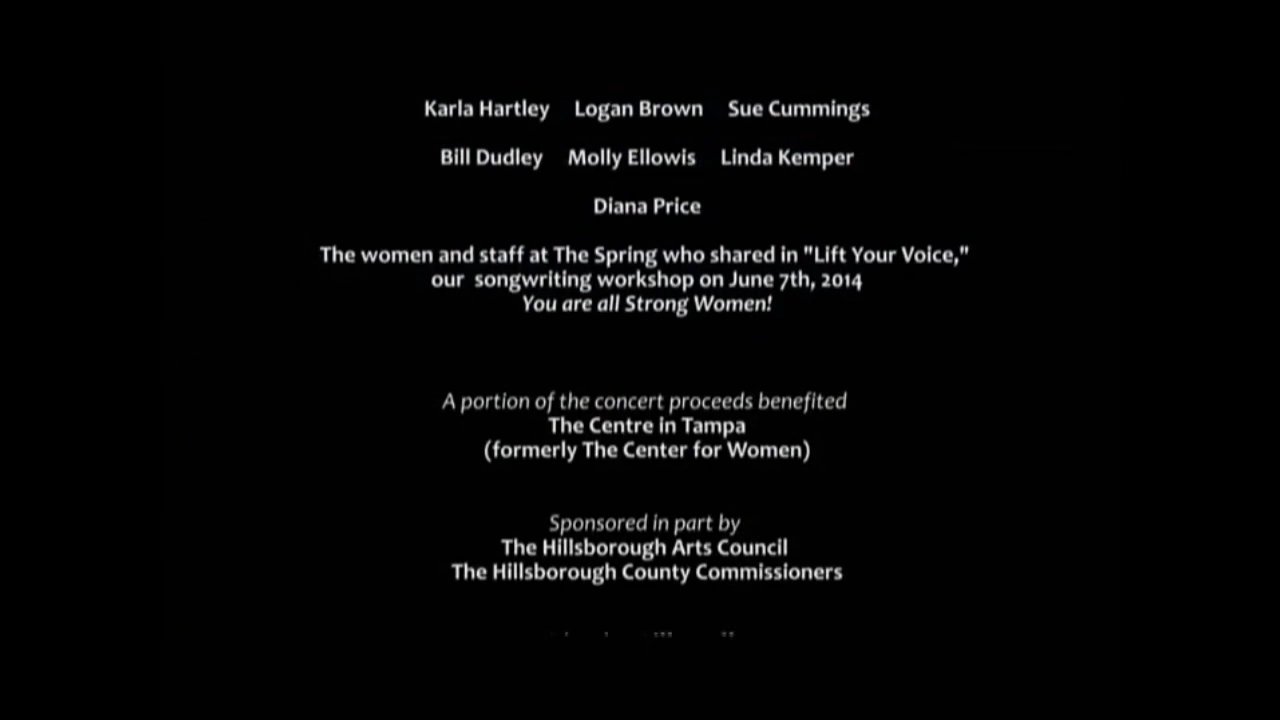 Karla Hartley Logan Brown Sue Cummings
Bill Dudley Molly Ellowis Linda Kemper
Diana Price
The women and staff at The Spring who shared in "Lift Your Voice,"
our songwriting workshop on June 7th, 2014
You are all Strong Women!
A portion of the concert proceeds benefited
The Centre in Tampa
(formerly The Center for Women)
Sponsored in part by
The Hillsborough Arts Council
The Hillsborough County Commissioners